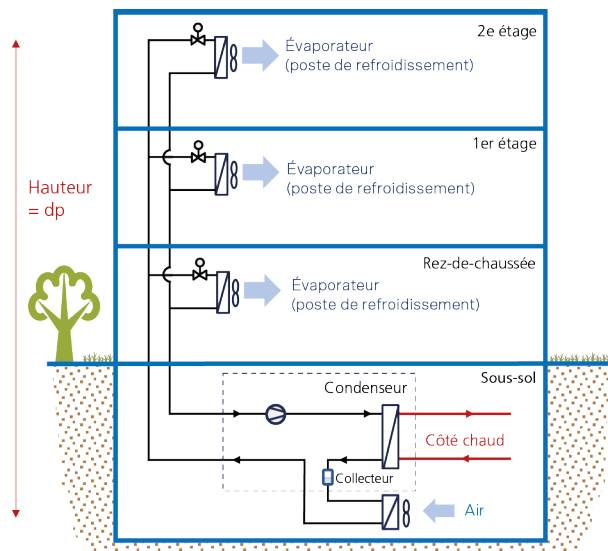 2e étage
Évaporateur
(poste de refroidissement)
1er étage
Évaporateur
(poste de refroidissement)
Hauteur
= dp
Rez-de-chaussée
Évaporateur
(poste de refroidissement)
Sous-sol
Condenseur
Côté chaud
Collecteur
Air